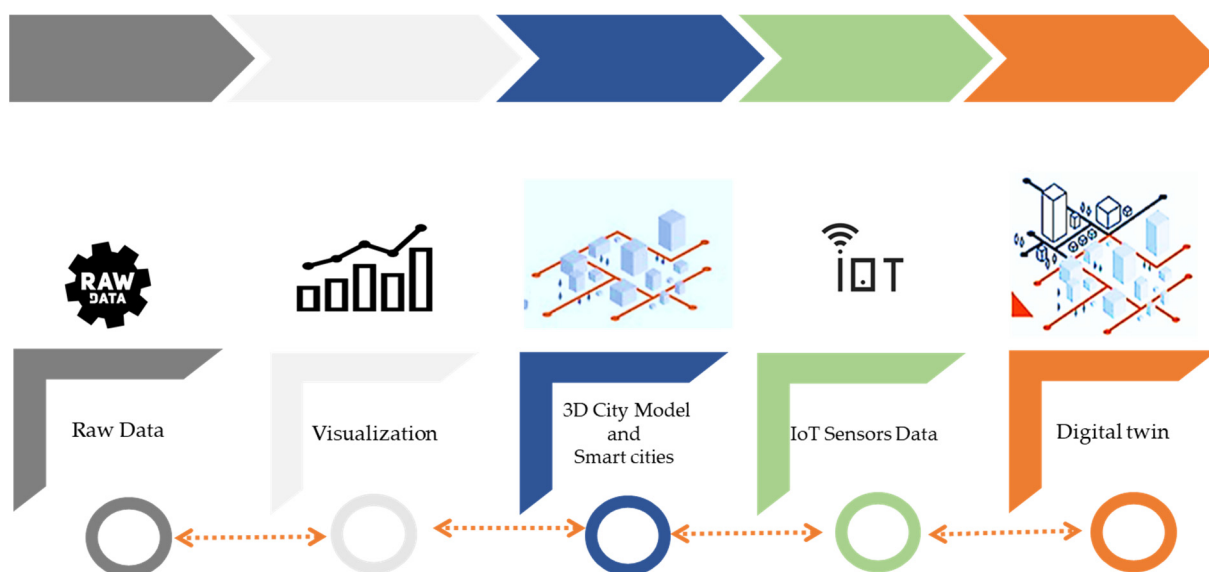 RAW
DATA
iOT
Raw Data
Visualization
3D City Model
and
Smart cities
IoT Sensors Data
Digital twin